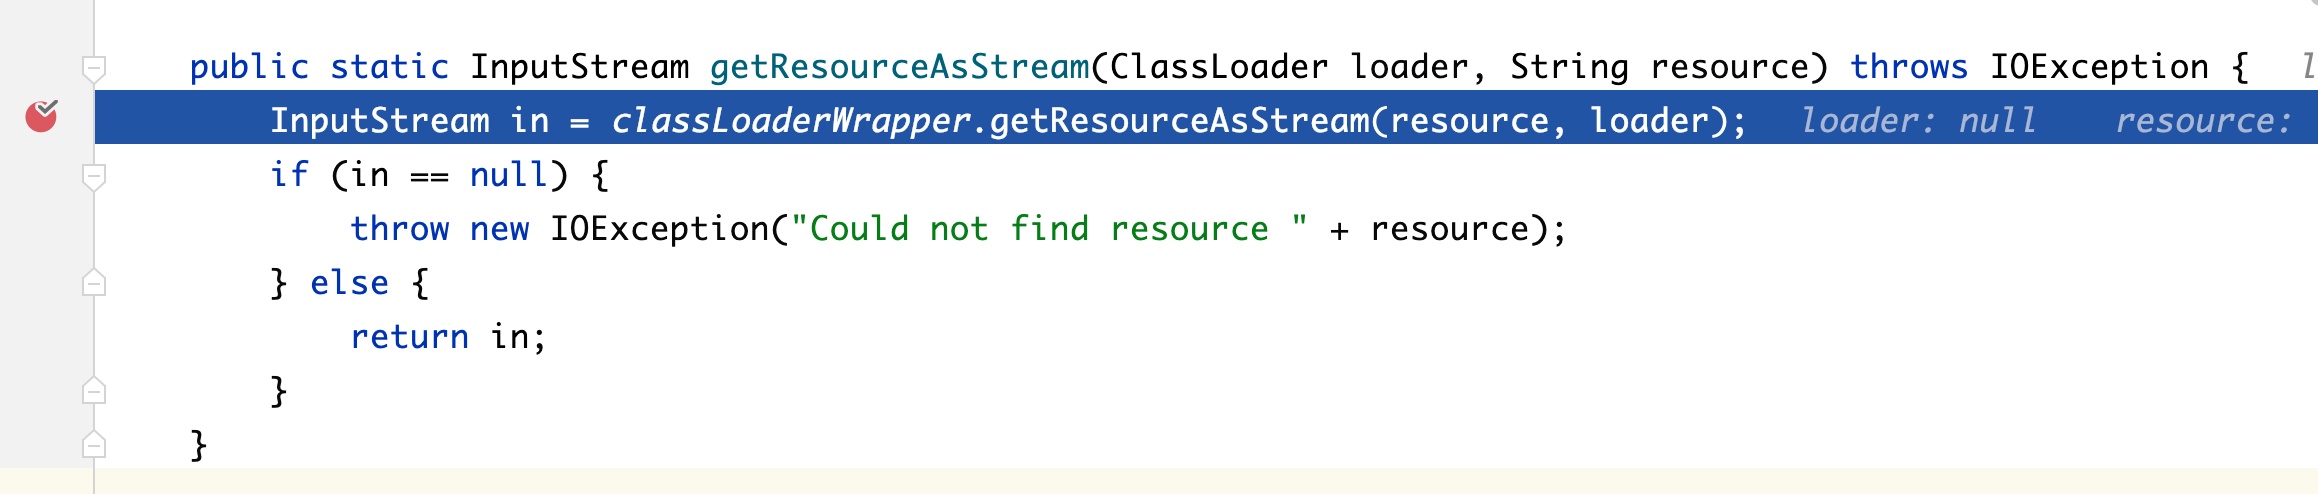 public static InputStream getResourceAsStream(ClassLoader loader, String resource) throws IOException {
InputStream in = classLoaderWrapper.getResourceAsStream(resource, loader);   loader: null    resource:
if (in == null) {
throw new IOException("Could not find resource " + resource);
} else {
return in;
}
}